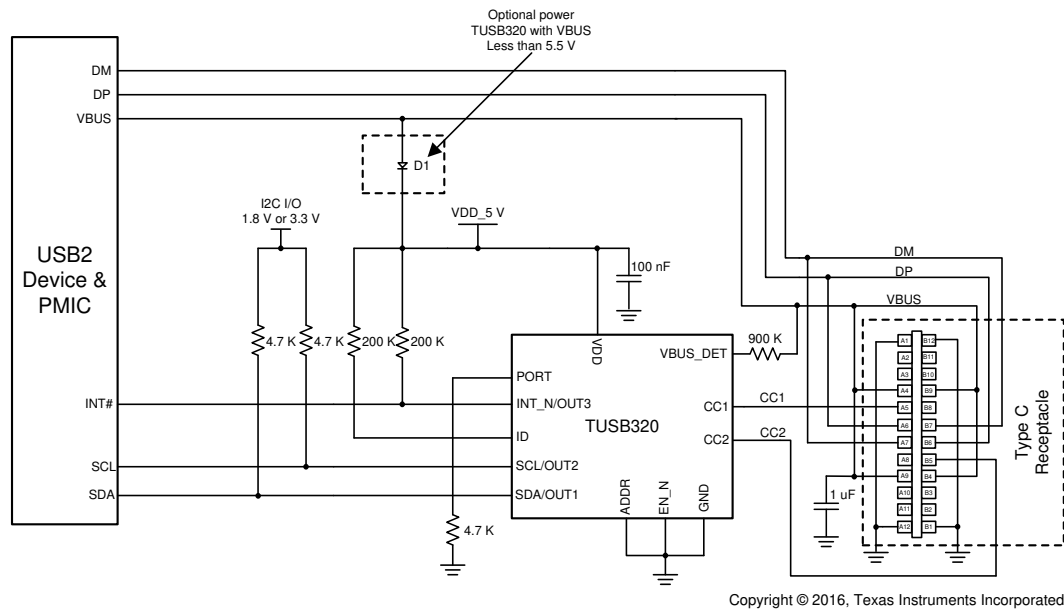 Optional power
TUSB320 with VBUS
Less than 5.5 V
DM
DP
VBUS
D1
I2C I/O
1.8 V or 3.3 V
VDD_5 V
USB2
Device &
PMIC
100 nF
DM
DP
VBUS
4.7 K
4.7 K
200 K
200 K
900 K
VDD
VBUS_DET
PORT
INT#
INT_N/OUT3
CC1
CC1
TUSB320
ID
CC2
CC2
SCL
SCL/OUT2
SDA
SDA/OUT1
ADDR
EN_N
GND
4.7 K
1 uF
A1
B12
A2
B11
A3
B10
A4
B9
A5
B8
A6
B7
A7
B6
A8
B5
A9
B4
A10
B3
A11
B2
A12
B1
Type C
Receptacle
Copyright © 2016, Texas Instruments Incorporated